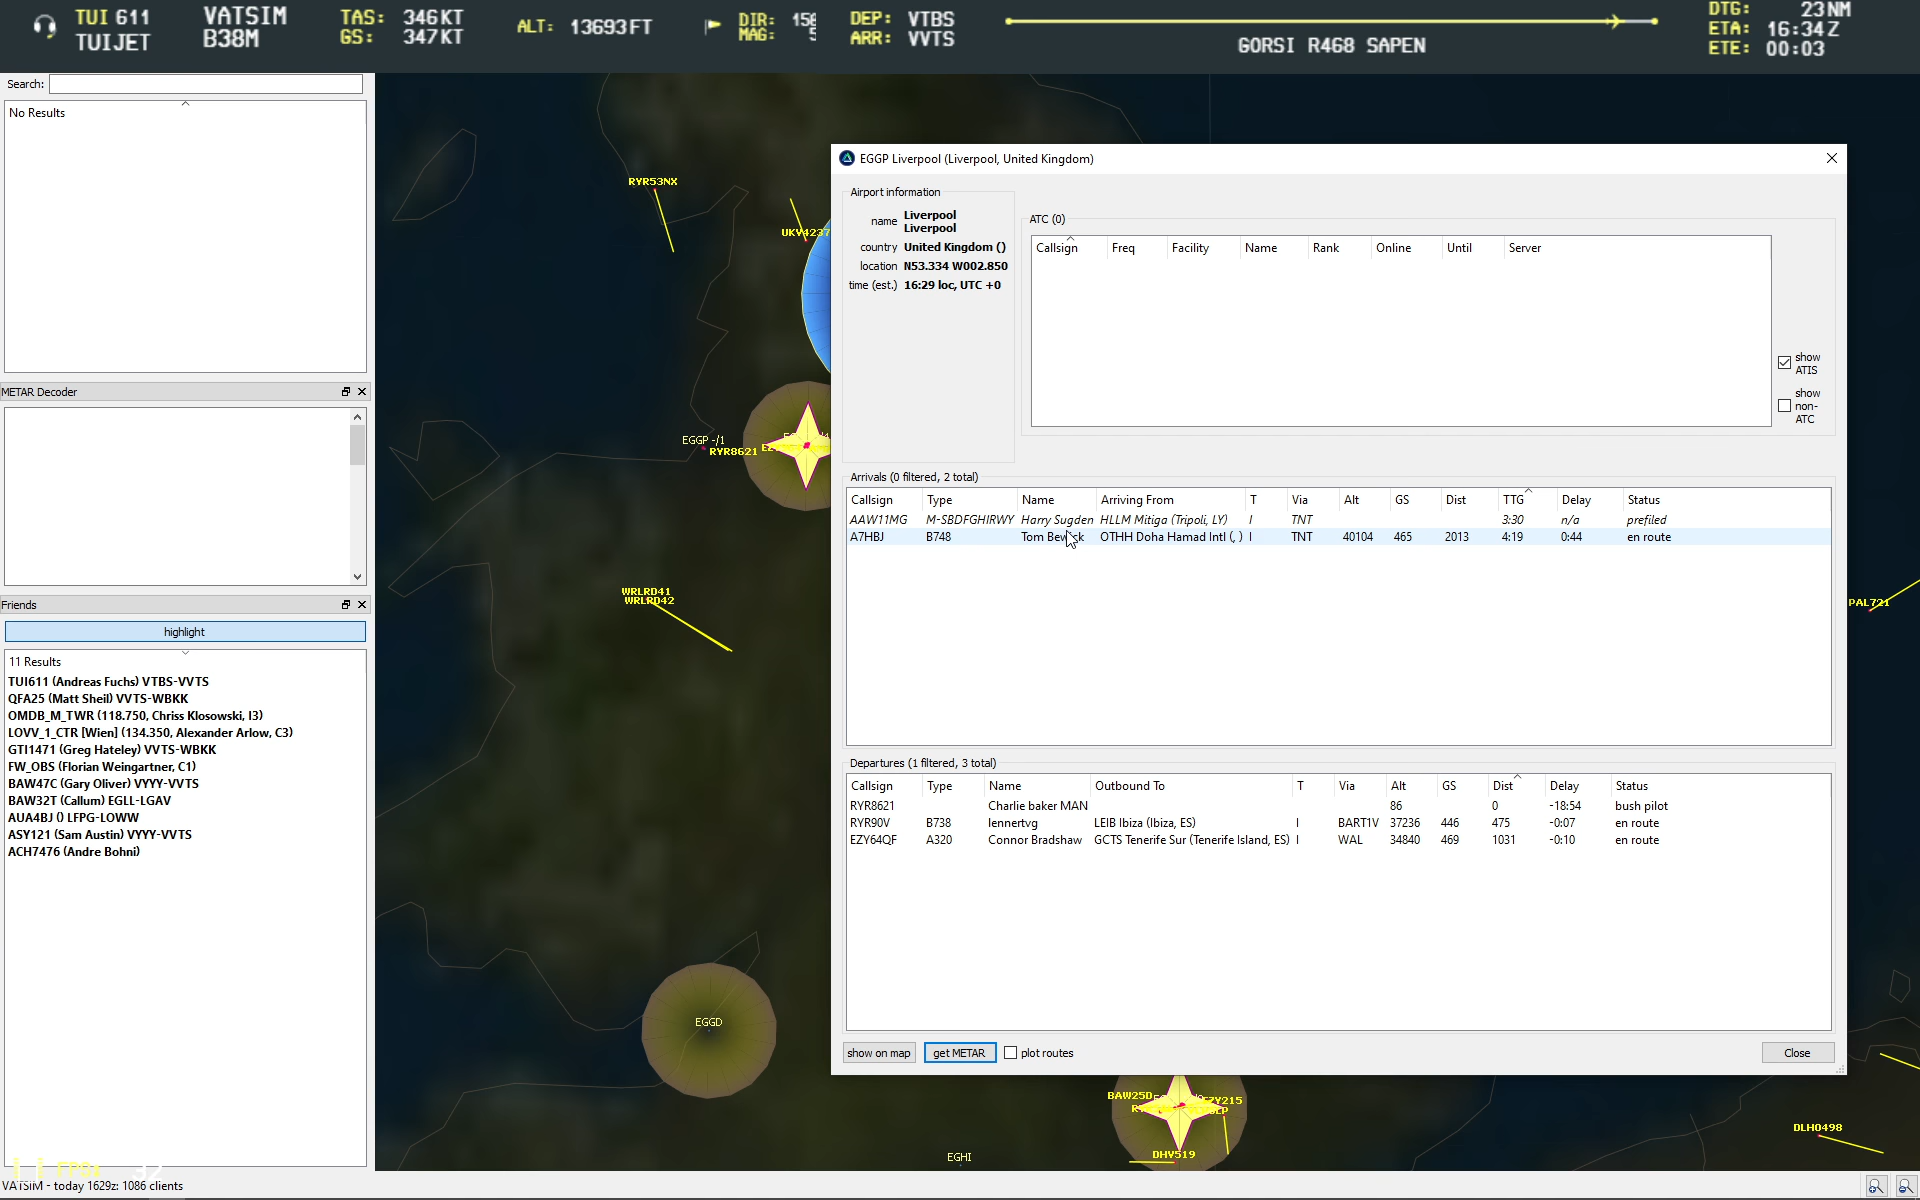 TUI 611
TUIJET
VATSIM
B38M
TAS: 346KT
GS: 347KT
ALT: 13693FT
DIR:
MAG:
DEP: VTBS
ARR: VVTS
GORSI R468 SAPEN
DTG: 23NM
ETA: 16:34Z
ETE: 00:03
Search:
No Results
METAR Decoder
Friends
highlight
11 Results
TUI611 (Andreas Fuchs) VTBS-VVTS
QFA25 (Matt Sheil) VVTS-WBKK
OMDB_M_TWR (118.750, Chriss Klosowski, I3)
LOVV_1_CTR [Wien] (134.350, Alexander Arlow, C3)
GTI1471 (Greg Hateley) VVTS-WBKK
FW_OBS (Florian Weingartner, C1)
BAW47C (Gary Oliver) VYYY-VVTS
BAW32T (Callum) EGLL-LGAV
AUA4BJ () LFPG-LOWW
ASY121 (Sam Austin) VYYY-VVTS
ACH7476 (Andre Bohni)
FPS:
VATSIM - today 1629z: 1086 clients
RYR53NX
UKV4237
EGGP -/1
RYR8621
WRLRD41
WRLRD42
EGGD
BAW25D
EZY215
DHV519
EGHI
PAL721
DLH0498
EGGP Liverpool (Liverpool, United Kingdom)
Airport information
name Liverpool
Liverpool
country United Kingdom ()
location N53.334 W002.850
time (est.) 16:29 loc, UTC +0
ATC (0)
Callsign Freq Facility Name Rank Online Until Server
show
ATIS
show
non-
ATC
Arrivals (0 filtered, 2 total)
Callsign Type Name Arriving From T Via Alt GS Dist TTG Delay Status
AAW11MG M-SBDFGHIRWY Harry Sugden HLLM Mitiga (Tripoli, LY) I TNT 3:30 n/a prefiled
A7HBJ B748 Tom OTHH Doha Hamad Intl (, ) I TNT 40104 465 2013 4:19 0:44 en route
Departures (1 filtered, 3 total)
Callsign Type Name Outbound To T Via Alt GS Dist Delay Status
RYR8621 Charlie baker MAN 86 0 -18:54 bush pilot
RYR90V B738 lennertvg LEIB Ibiza (Ibiza, ES) I BART1V 37236 446 475 -0:07 en route
EZY64QF A320 Connor Bradshaw GCTS Tenerife Sur (Tenerife Island, ES) I WAL 34840 469 1031 -0:10 en route
show on map
get METAR
plot routes
Close